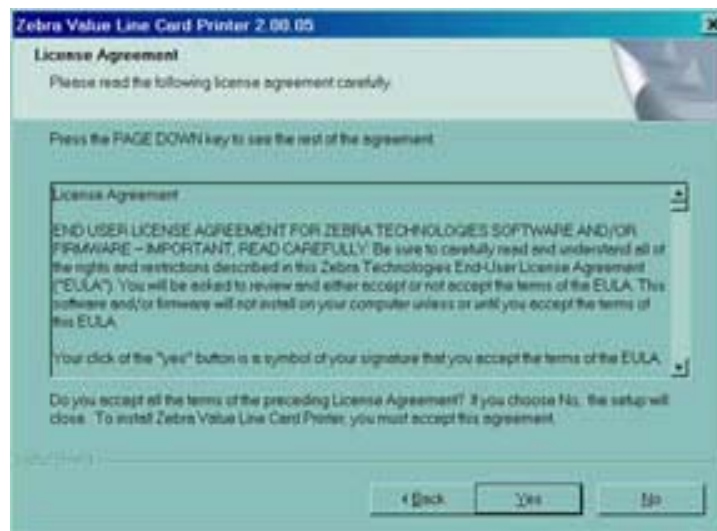 Zebra Value Line Card Printer 2.00.05
License Agreement
Please read the following license agreement carefully.
Press the PAGE DOWN key to see the rest of the agreement.
License Agreement
END USER LICENSE AGREEMENT FOR ZEBRA TECHNOLOGIES SOFTWARE AND/OR
FIRMWARE – IMPORTANT, READ CAREFULLY: Be sure to carefully read and understand all of
the rights and restrictions described in this Zebra Technologies End-User License Agreement
("EULA"). You will be asked to review and either accept or not accept the terms of the EULA. This
software and/or firmware will not install on your computer unless or until you accept the terms of
this EULA.
Your click of the "yes" button is a symbol of your signature that you accept the terms of the EULA.
Do you accept all the terms of the preceding License Agreement? If you choose No, the setup will
close. To install Zebra Value Line Card Printer, you must accept this agreement.
< Back
Yes
No